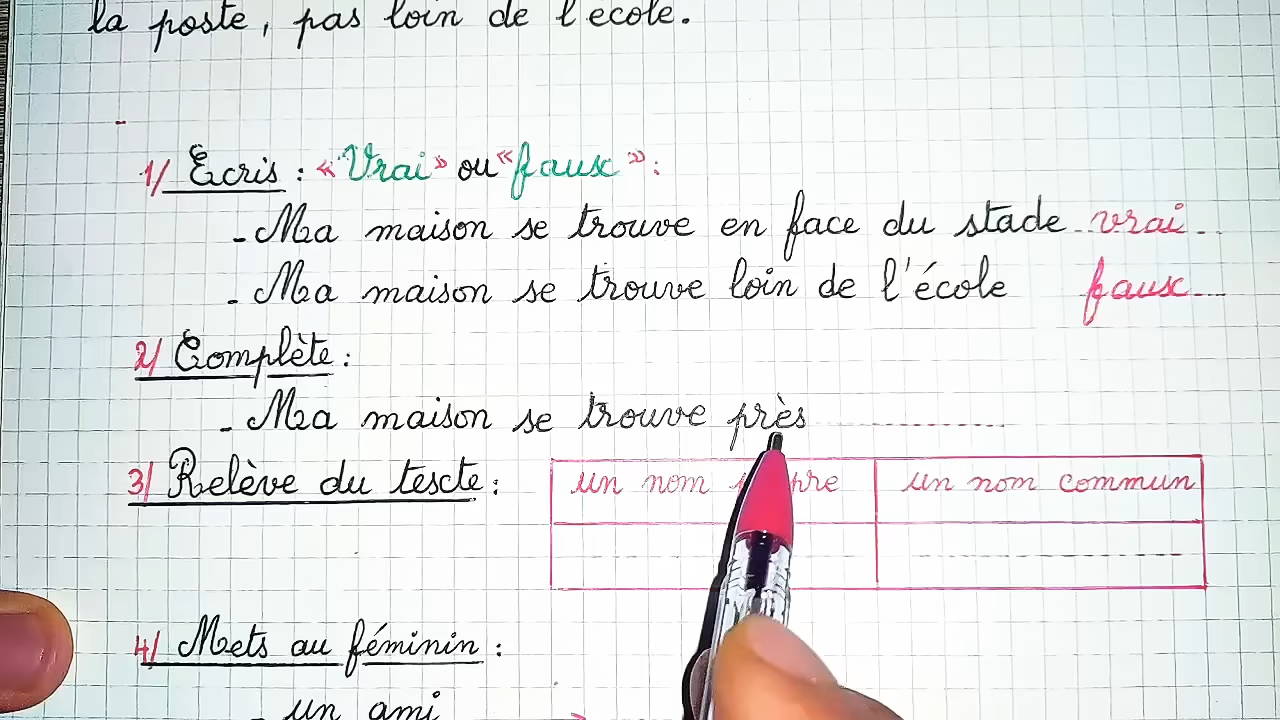 la poste, pas loin de l'ecole.
1/ Ecris : «Vrai» ou «faux» :
- Ma maison se trouve en face du stade..vrai..
- Ma maison se trouve loin de l'école faux...
2/ Complète :
- Ma maison se trouve près ..................
3/ Relève du texte :
un nom
un nom commun
4/ Mets au féminin :
- un ami